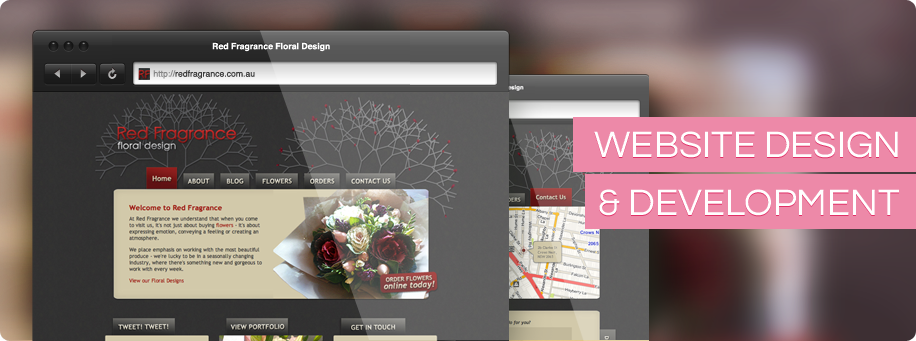 Red Fragrance Floral Design
http://redfragrance.com.au
Red Fragrance
floral design
Home
ABOUT
BLOG
FLOWERS
ORDERS
CONTACT US
Welcome to Red Fragrance
At Red Fragrance we understand that when you come
to visit us, it's not just about buying flowers - it's about
expressing emotion, conveying a feeling or creating an
atmosphere.
We place emphasis on working with the most beautiful
produce - we're lucky to be in a seasonally changing
industry, where there's something new and gorgeous to
work with every week.
View our Floral Designs
ORDER FLOWERS
online today!
TWEET! TWEET!
VIEW PORTFOLIO
GET IN TOUCH
Contact Us
WEBSITE DESIGN
& DEVELOPMENT